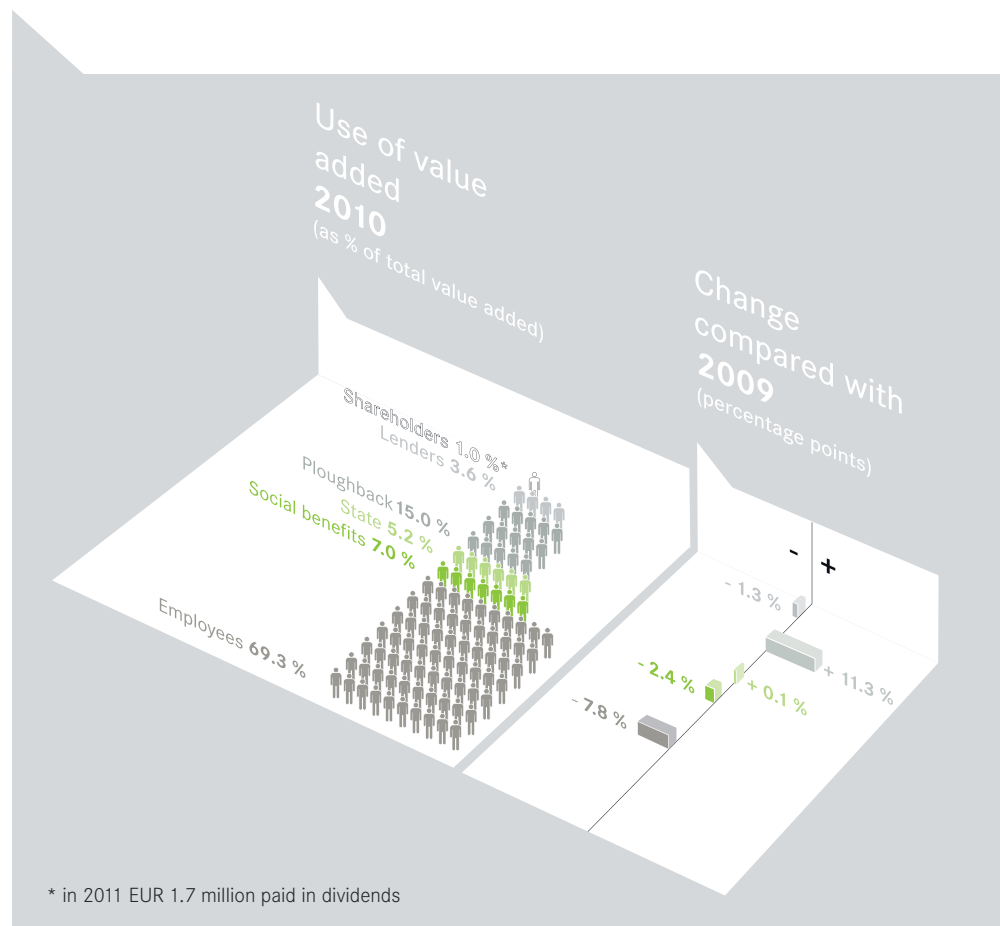 Use of value
added
2010
(as % of total value added)
Shareholders 1.0 %*
Lenders 3.6 %
Ploughback 15.0 %
State 5.2 %
Social benefits 7.0 %
Employees 69.3 %
Change
compared with
2009
(percentage points)
- +
- 1.3 %
+ 11.3 %
- 2.4 %
+ 0.1 %
- 7.8 %
* in 2011 EUR 1.7 million paid in dividends